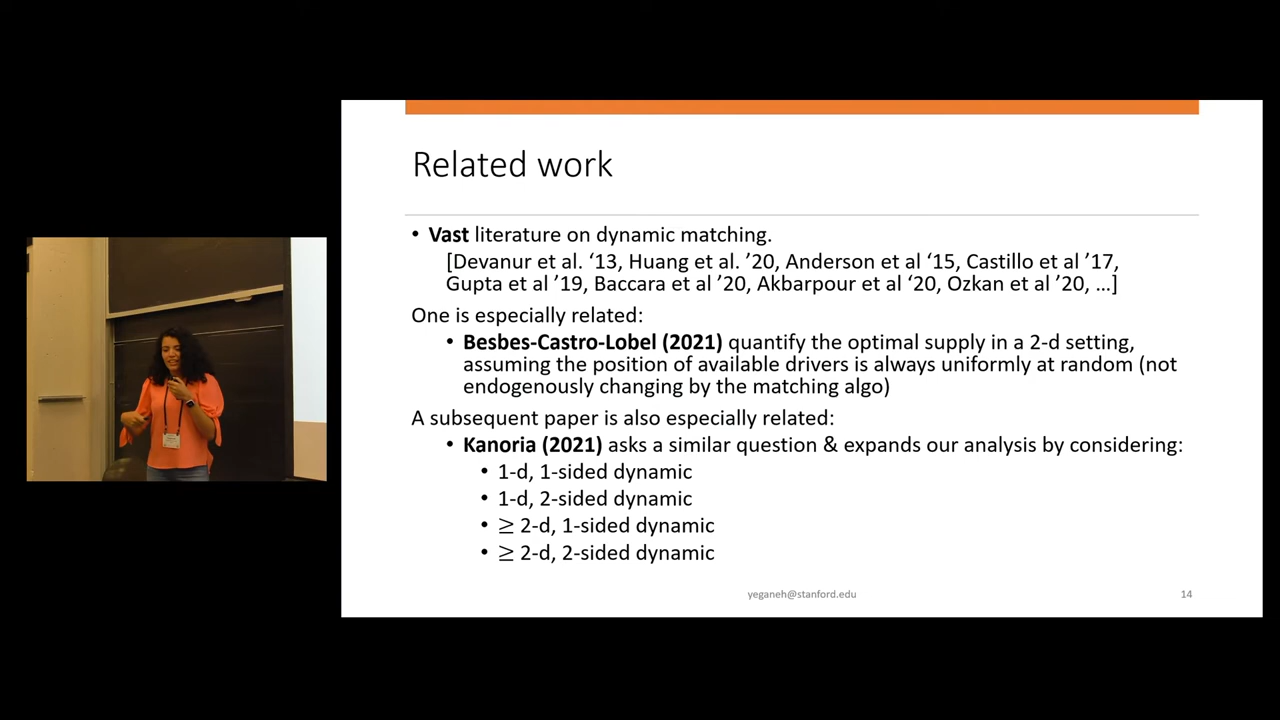 Related work
• Vast literature on dynamic matching.
[Devanur et al. ‘13, Huang et al. ’20, Anderson et al ‘15, Castillo et al ’17,
Gupta et al ’19, Baccara et al ’20, Akbarpour et al ‘20, Ozkan et al ’20, …]
One is especially related:
• Besbes-Castro-Lobel (2021) quantify the optimal supply in a 2-d setting,
assuming the position of available drivers is always uniformly at random (not
endogenously changing by the matching algo)
A subsequent paper is also especially related:
• Kanoria (2021) asks a similar question & expands our analysis by considering:
• 1-d, 1-sided dynamic
• 1-d, 2-sided dynamic
• ≥ 2-d, 1-sided dynamic
• ≥ 2-d, 2-sided dynamic
yeganeh@stanford.edu
14